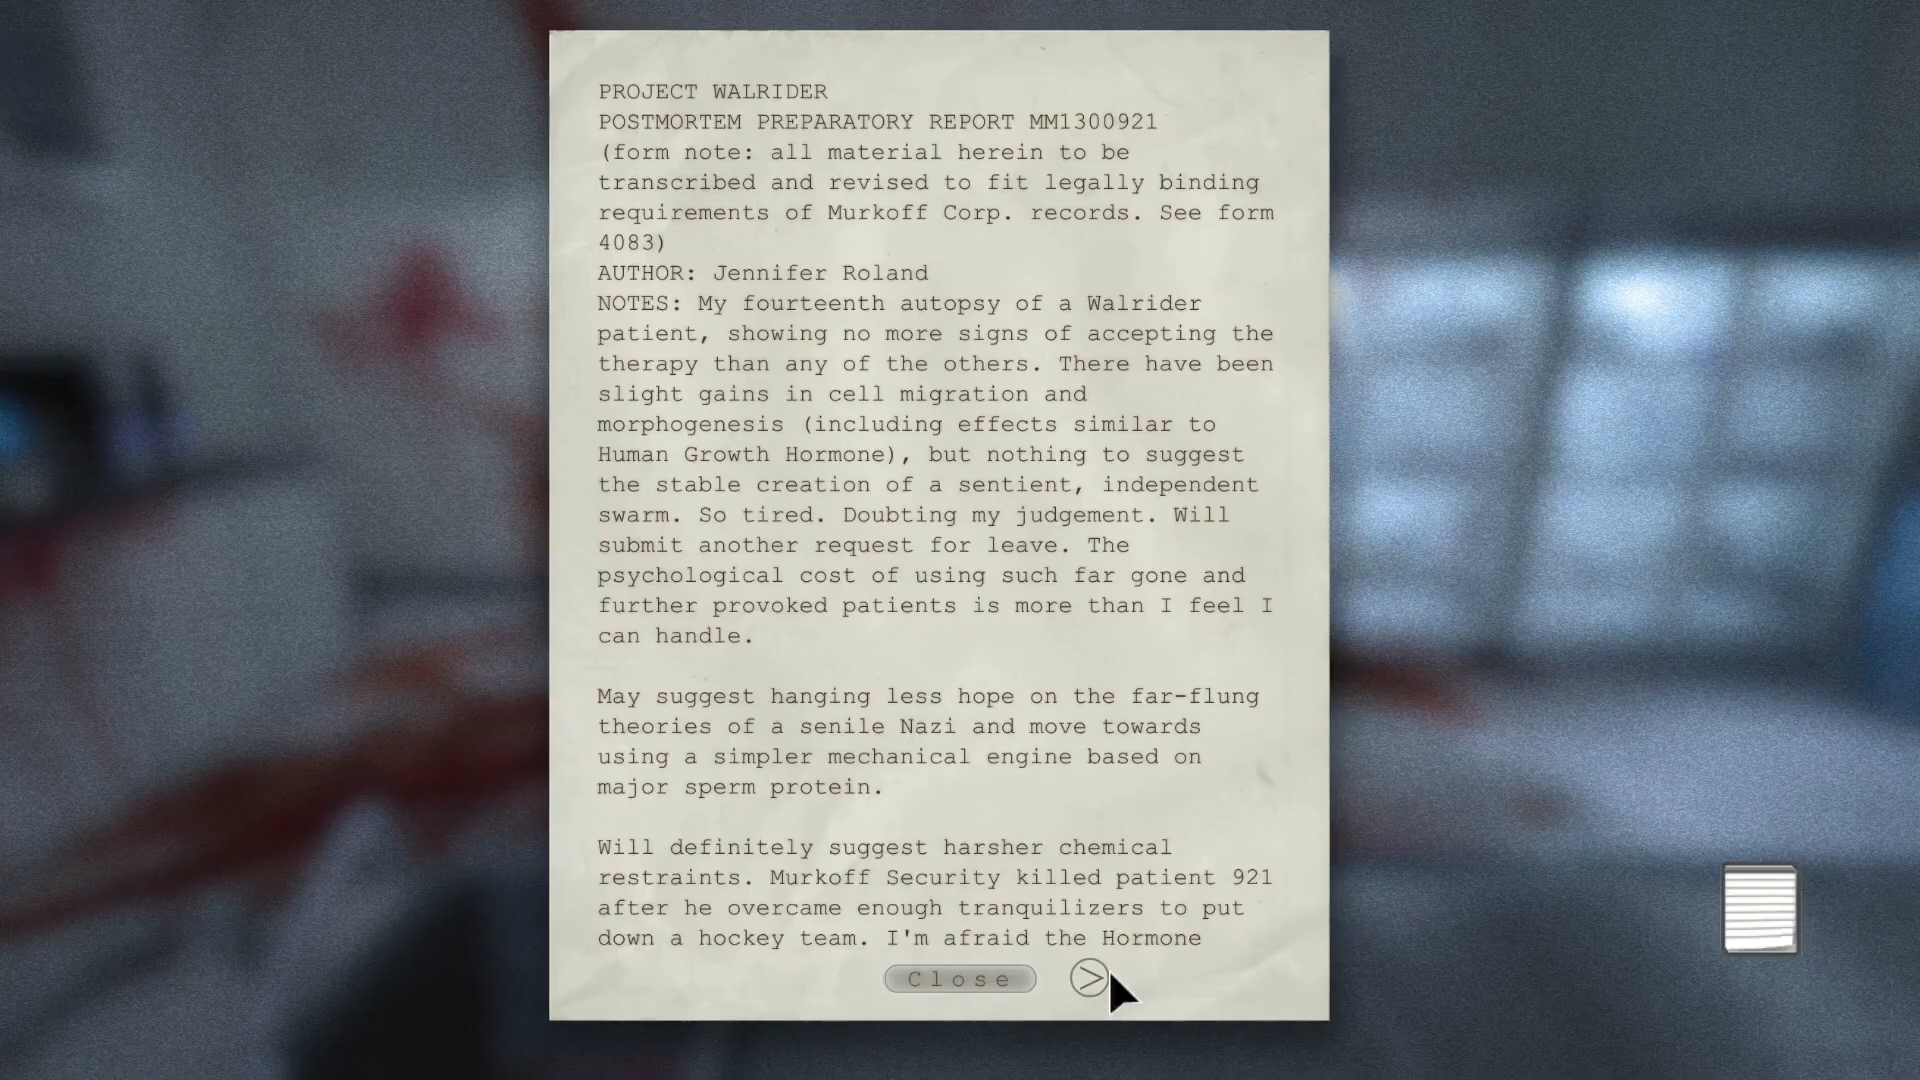 PROJECT WALRIDER
POSTMORTEM PREPARATORY REPORT MM1300921
(form note: all material herein to be
transcribed and revised to fit legally binding
requirements of Murkoff Corp. records. See form
4083)
AUTHOR: Jennifer Roland
NOTES: My fourteenth autopsy of a Walrider
patient, showing no more signs of accepting the
therapy than any of the others. There have been
slight gains in cell migration and
morphogenesis (including effects similar to
Human Growth Hormone), but nothing to suggest
the stable creation of a sentient, independent
swarm. So tired. Doubting my judgement. Will
submit another request for leave. The
psychological cost of using such far gone and
further provoked patients is more than I feel I
can handle.
May suggest hanging less hope on the far-flung
theories of a senile Nazi and move towards
using a simpler mechanical engine based on
major sperm protein.
Will definitely suggest harsher chemical
restraints. Murkoff Security killed patient 921
after he overcame enough tranquilizers to put
down a hockey team. I'm afraid the Hormone
Close >